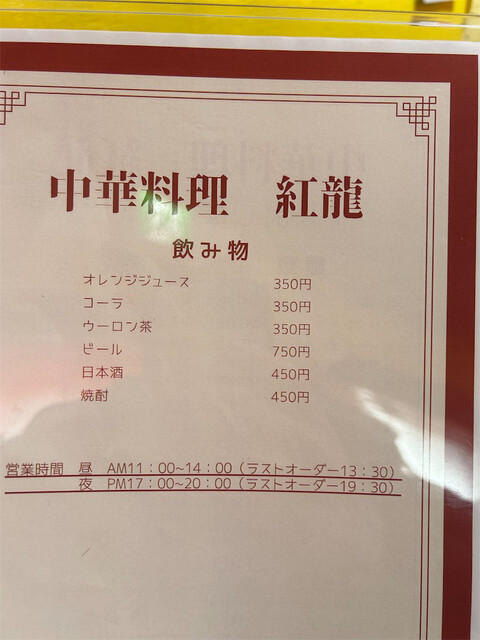 中華料理　紅龍
飲み物
オレンジジュース 350円
コーラ 350円
ウーロン茶 350円
ビール 750円
日本酒 450円
焼酎 450円
営業時間　昼　AM11：00~14：00（ラストオーダー13：30）
夜　PM17：00~20：00（ラストオーダー19：30）